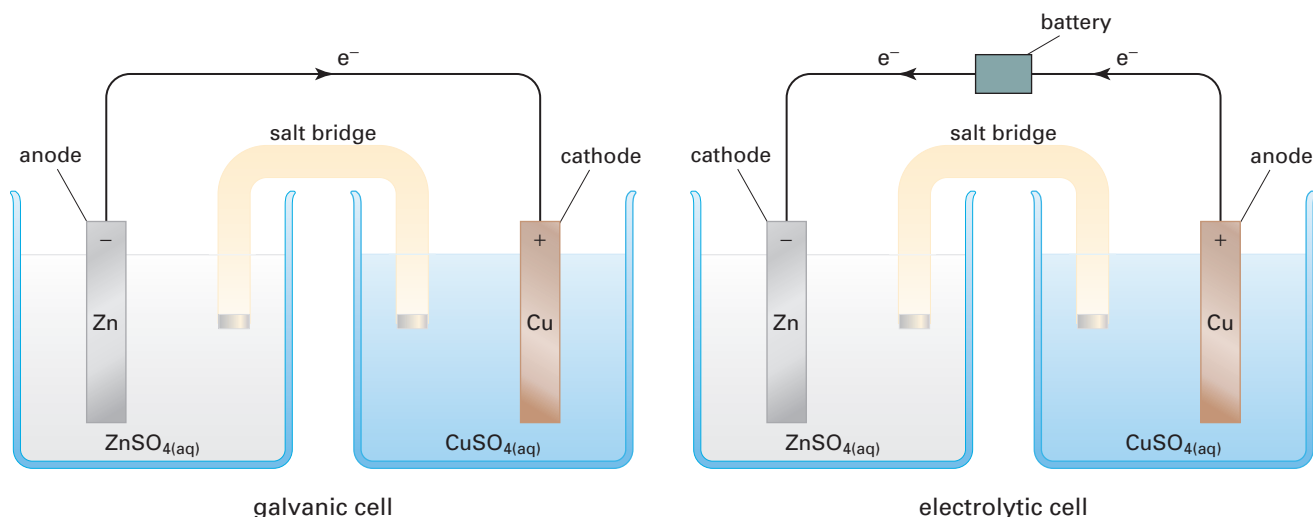 e⁻
salt bridge
anode
cathode
−
+
Zn
Cu
ZnSO₄(aq)
CuSO₄(aq)
galvanic cell
battery
e⁻
e⁻
salt bridge
cathode
anode
−
+
Zn
Cu
ZnSO₄(aq)
CuSO₄(aq)
electrolytic cell